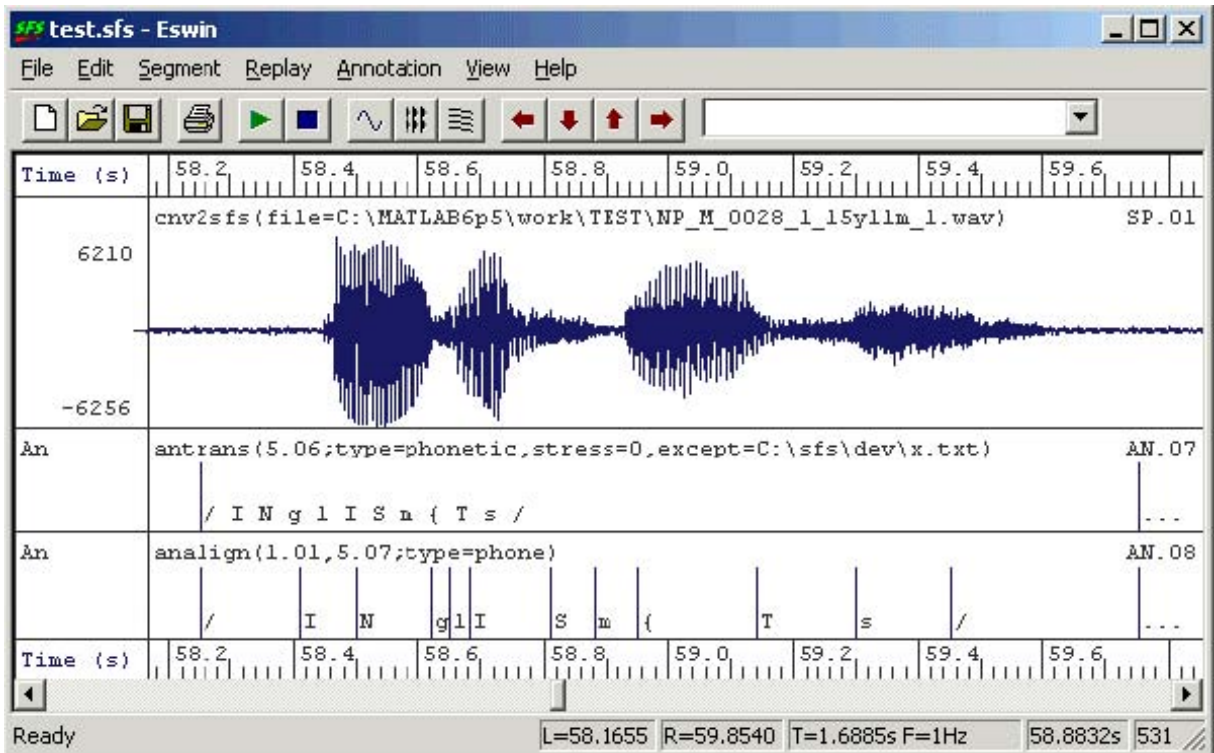 SFS test.sfs - Eswin
File Edit Segment Replay Annotation View Help
Time (s) 58.2 58.4 58.6 58.8 59.0 59.2 59.4 59.6
cnv2sfs(file=C:\MATLAB6p5\work\TEST\NP_M_0028_1_15y11m_1.wav) SP.01
6210
-6256
An antrans(5.06;type=phonetic,stress=0,except=C:\sfs\dev\x.txt) AN.07
/ I N g l I S m { T s / ...
An analign(1.01,5.07;type=phone) AN.08
/ I N g l I S m { T s / ...
Time (s) 58.2 58.4 58.6 58.8 59.0 59.2 59.4 59.6
Ready L=58.1655 R=59.8540 T=1.6885s F=1Hz 58.8832s 531